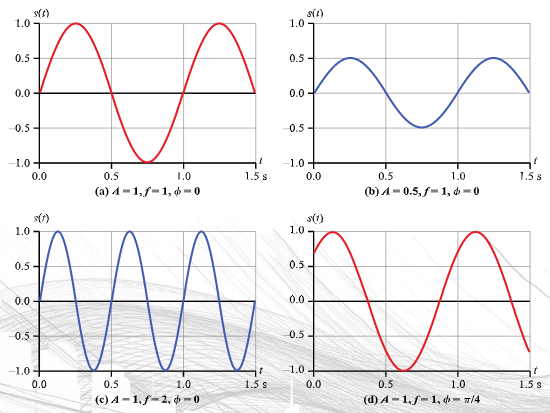 s(t)
1.0
0.5
0.0
−0.5
−1.0
0.0 0.5 1.0 1.5 s
t
(a) A = 1, f = 1, ϕ = 0
s(t)
1.0
0.5
0.0
−0.5
−1.0
0.0 0.5 1.0 1.5 s
t
(b) A = 0.5, f = 1, ϕ = 0
s(t)
1.0
0.5
0.0
−0.5
−1.0
0.0 0.5 1.0 1.5 s
t
(c) A = 1, f = 2, ϕ = 0
s(t)
1.0
0.5
0.0
−0.5
−1.0
0.0 0.5 1.0 1.5 s
t
(d) A = 1, f = 1, ϕ = π/4